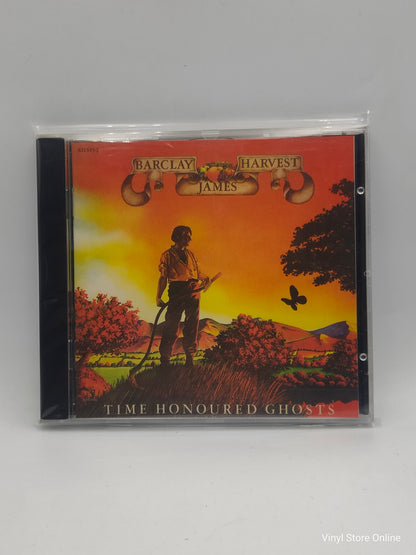 BARCLAY
HARVEST
JAMES
TIME HONOURED GHOSTS
Vinyl Store Online